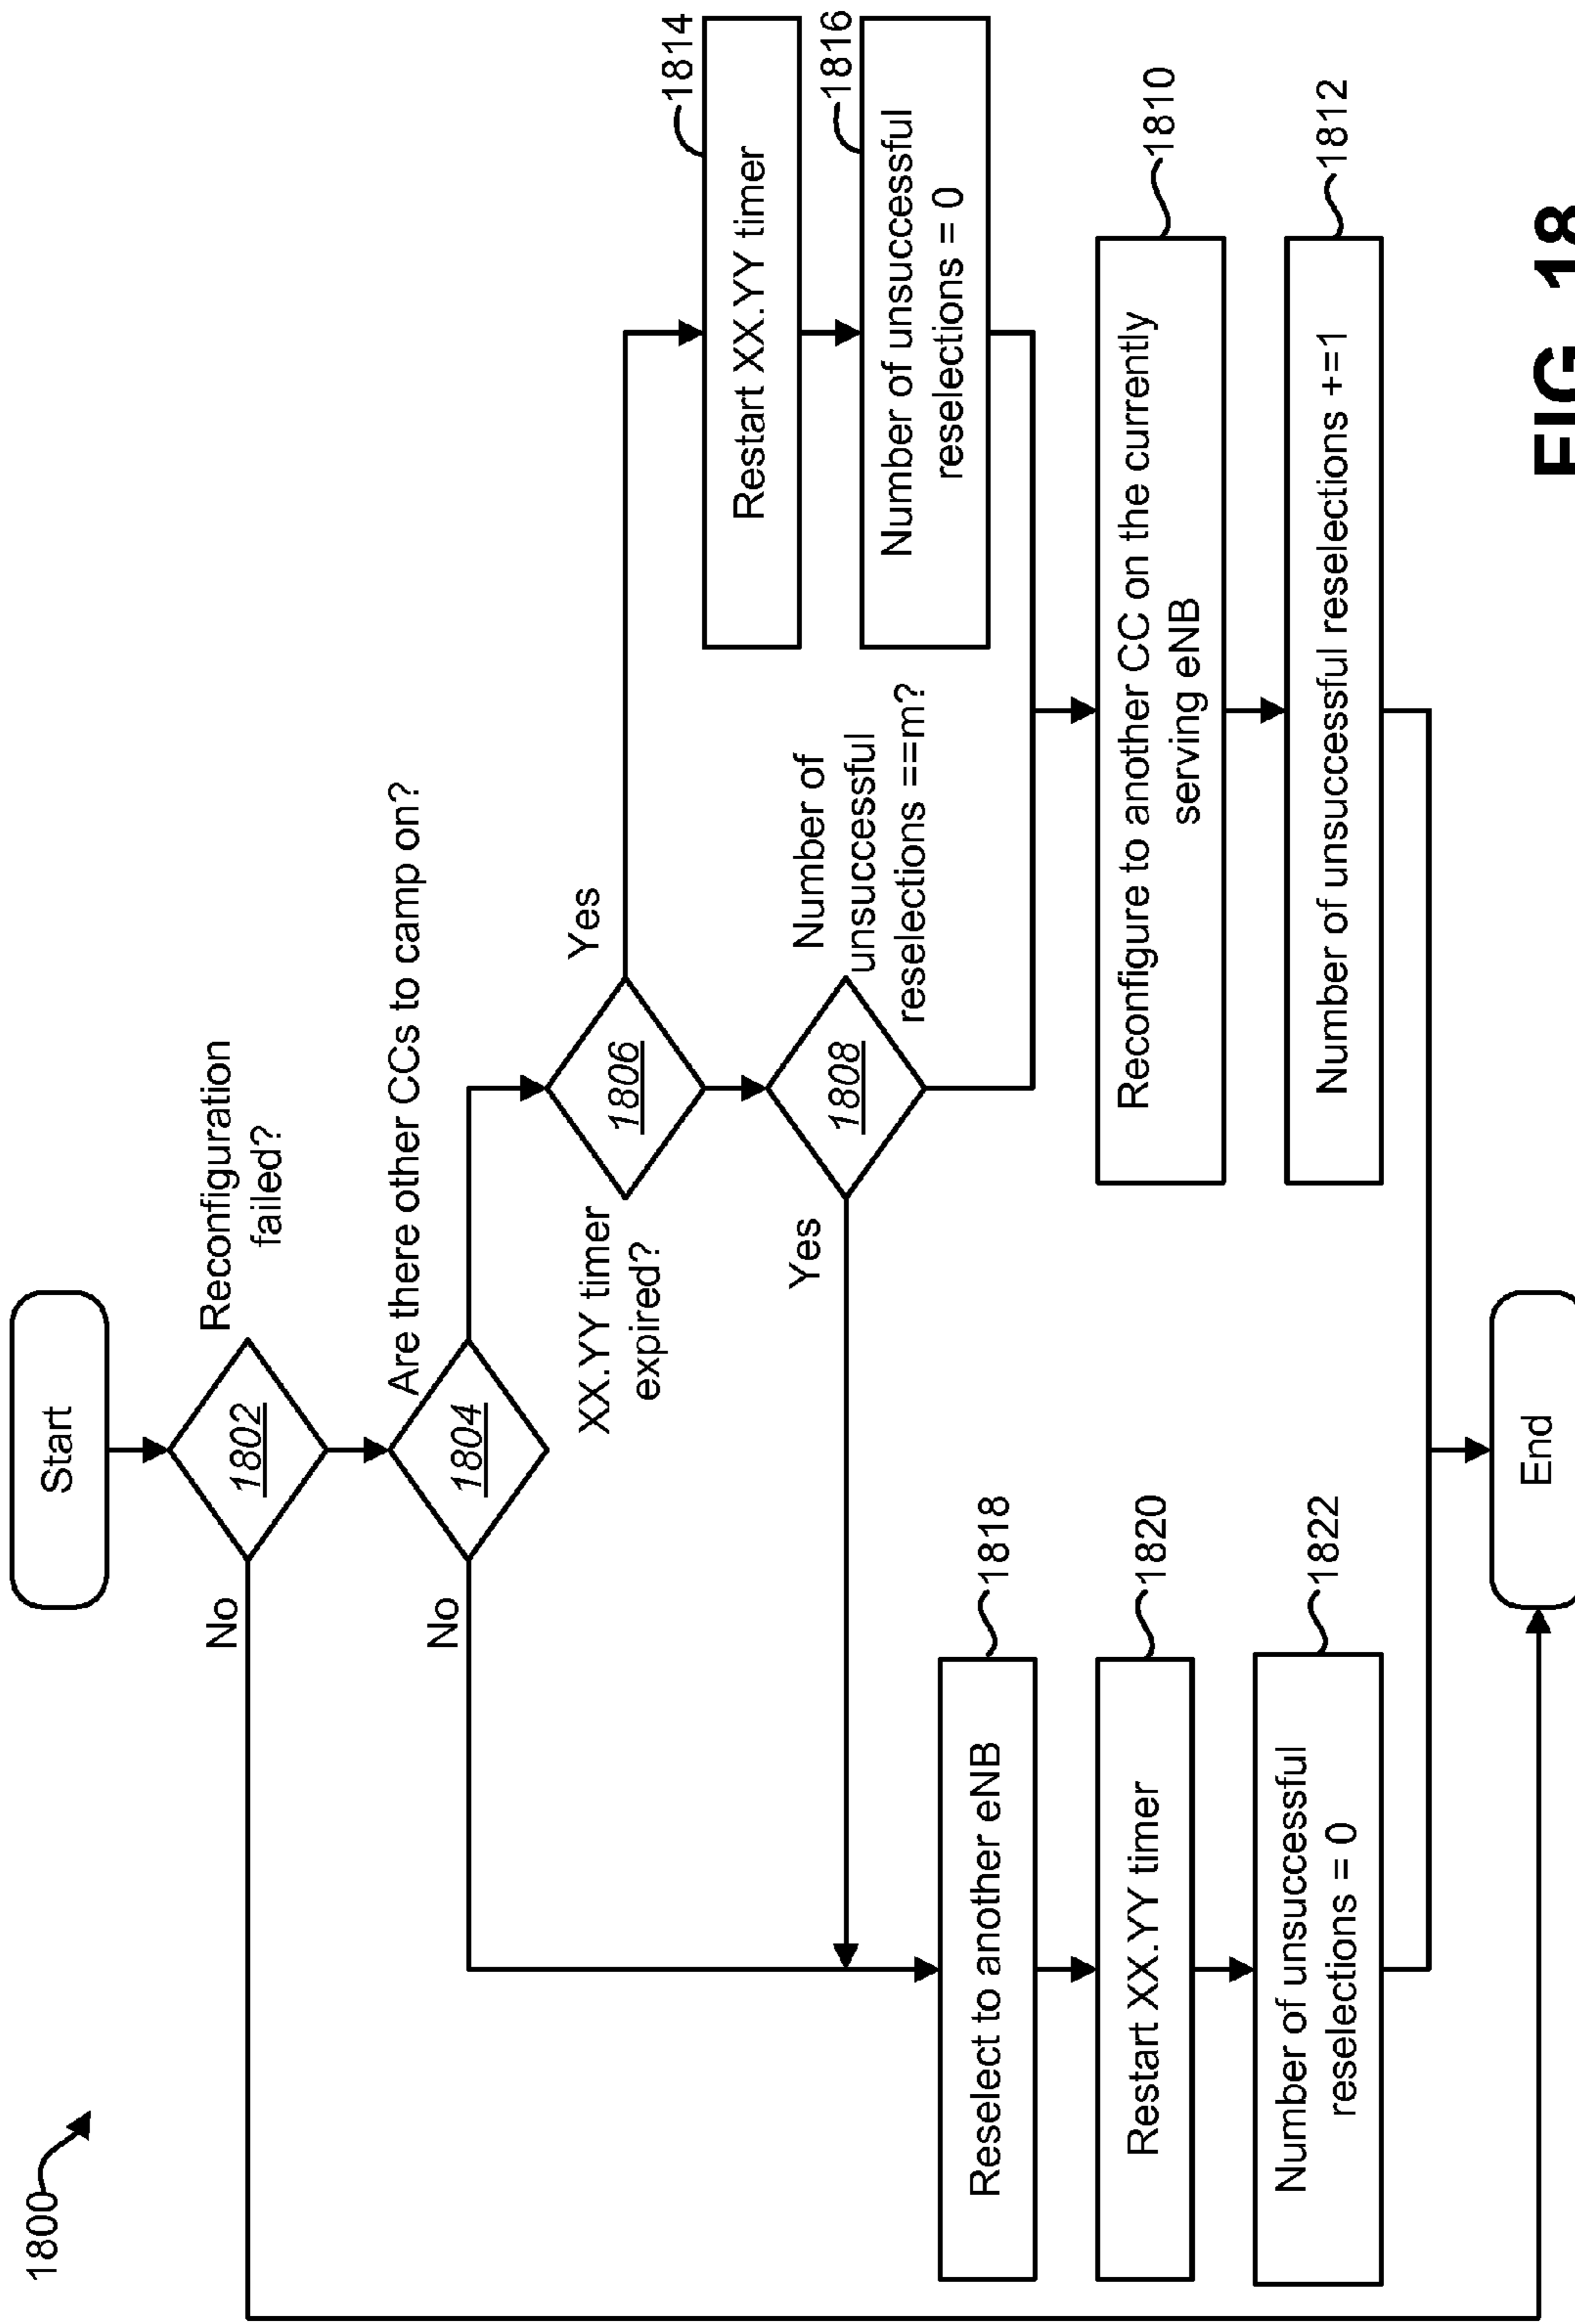 1800
Start
Reconfiguration
failed?
1802
No
Are there other CCs to camp on?
1804
No
XX.YY timer
expired?
1806
Yes
Number of
unsuccessful
reselections ==m?
1808
Yes
Restart XX.YY timer
1814
Number of unsuccessful
reselections = 0
1816
Reconfigure to another CC on the currently
serving eNB
1810
Number of unsuccessful reselections +=1
1812
Reselect to another eNB
1818
Restart XX.YY timer
1820
Number of unsuccessful
reselections = 0
1822
End
FIG. 18